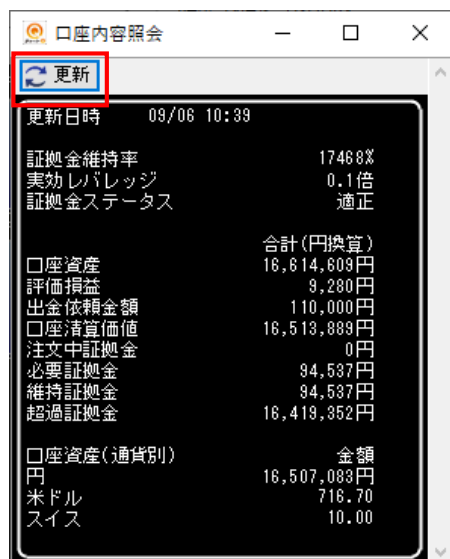 口座内容照会
更新
更新日時 09/06 10:39
証拠金維持率 17468%
実効レバレッジ 0.1倍
証拠金ステータス 適正
合計(円換算)
口座資産 16,614,609円
評価損益 9,280円
出金依頼金額 110,000円
口座清算価値 16,513,889円
注文中証拠金 0円
必要証拠金 94,537円
維持証拠金 94,537円
超過証拠金 16,419,352円
口座資産(通貨別) 金額
円 16,507,083円
米ドル 716.70
スイス 10.00